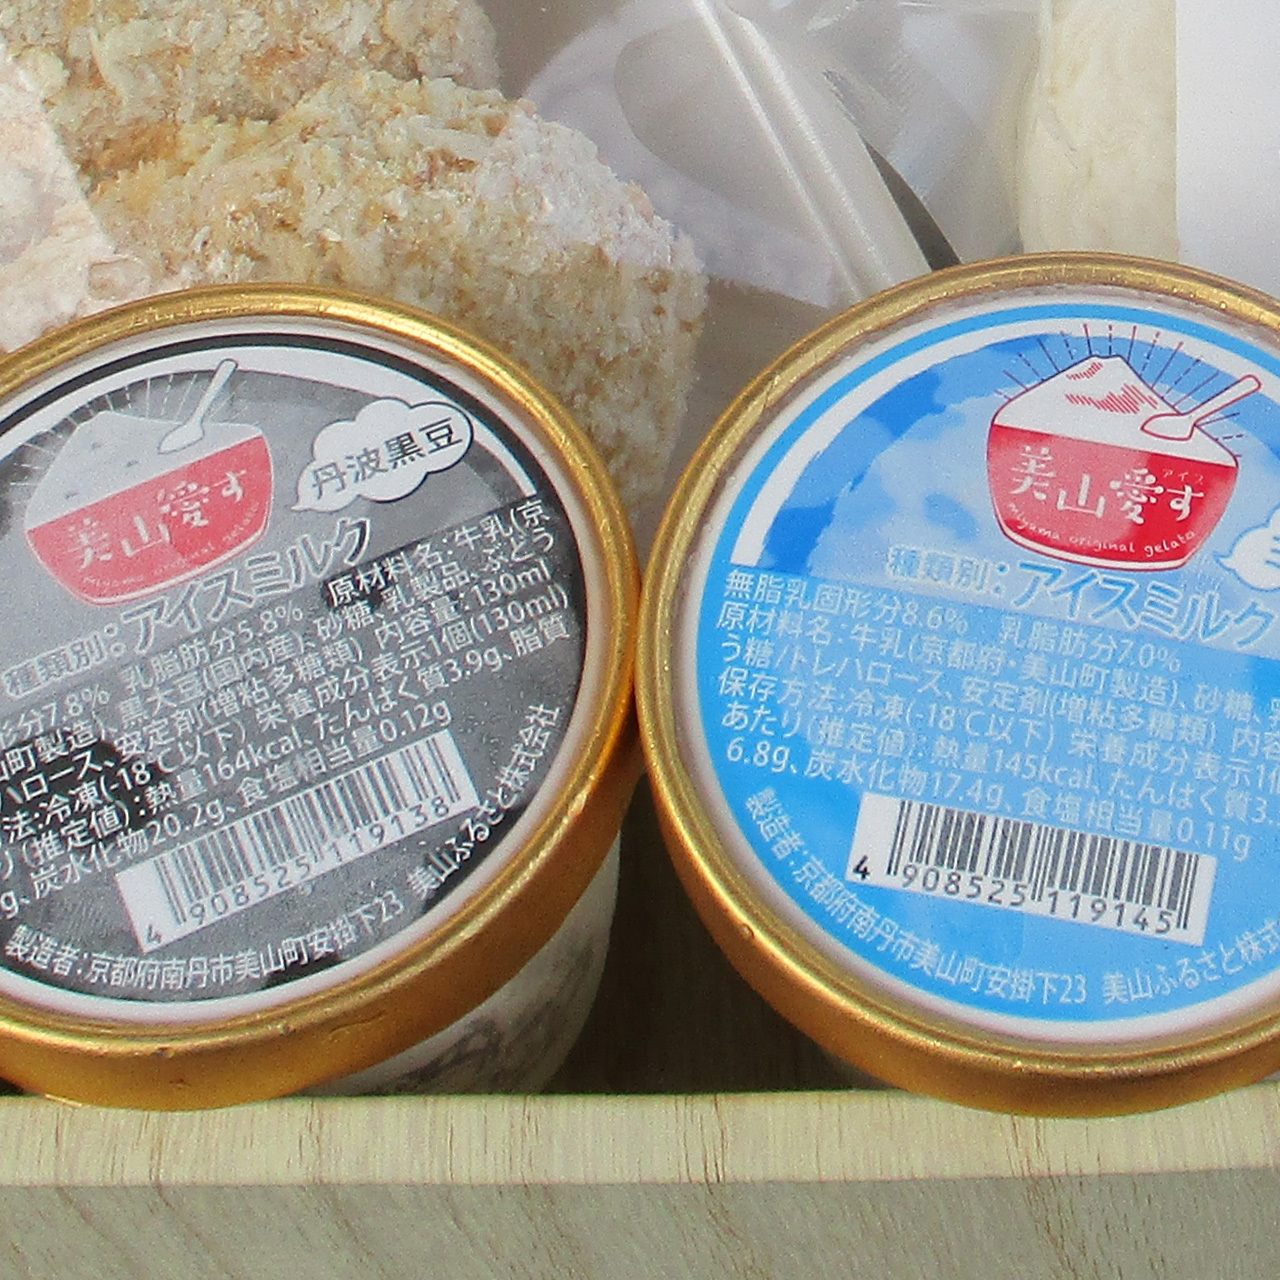 丹波黒豆
美山愛す
miyama original gelato
種類別:アイスミルク
分7.8% 乳脂肪分5.8% 原材料名:牛乳(京
山町製造)、黒大豆(国内産)、砂糖、乳製品、ぶどう
ハロース、安定剤(増粘多糖類) 内容量:130ml
法:冷凍(-18℃以下) 栄養成分表示1個(130ml)
り(推定値):熱量164kcal、たんぱく質3.9g、脂質
g、炭水化物20.2g、食塩相当量0.12g
4 908525 119138
製造者:京都府南丹市美山町安掛下23 美山ふるさと株式会社
アイス
美山愛す
miyama original gelato
種類別:アイスミルク
無脂乳固形分8.6% 乳脂肪分7.0%
原材料名:牛乳(京都府・美山町製造)、砂糖、
う糖/トレハロース、安定剤(増粘多糖類) 内容
保存方法:冷凍(-18℃以下) 栄養成分表示1個
あたり(推定値):熱量145kcal、たんぱく質3.
6.8g、炭水化物17.4g、食塩相当量0.11g
4 908525 119145
製造者:京都府南丹市美山町安掛下23 美山ふるさと株式